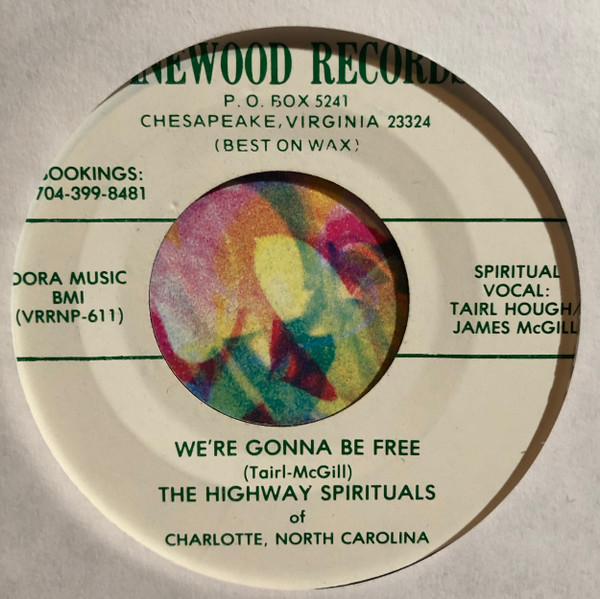 NEWOOD RECORDS
P.O. BOX 5241
CHESAPEAKE, VIRGINIA 23324
(BEST ON WAX)
OOKINGS:
704-399-8481
DORA MUSIC
BMI
(VRRNP-611)
SPIRITUAL
VOCAL:
TAIRL HOUGH/
JAMES McGILL
WE'RE GONNA BE FREE
(Tairl-McGill)
THE HIGHWAY SPIRITUALS
of
CHARLOTTE, NORTH CAROLINA